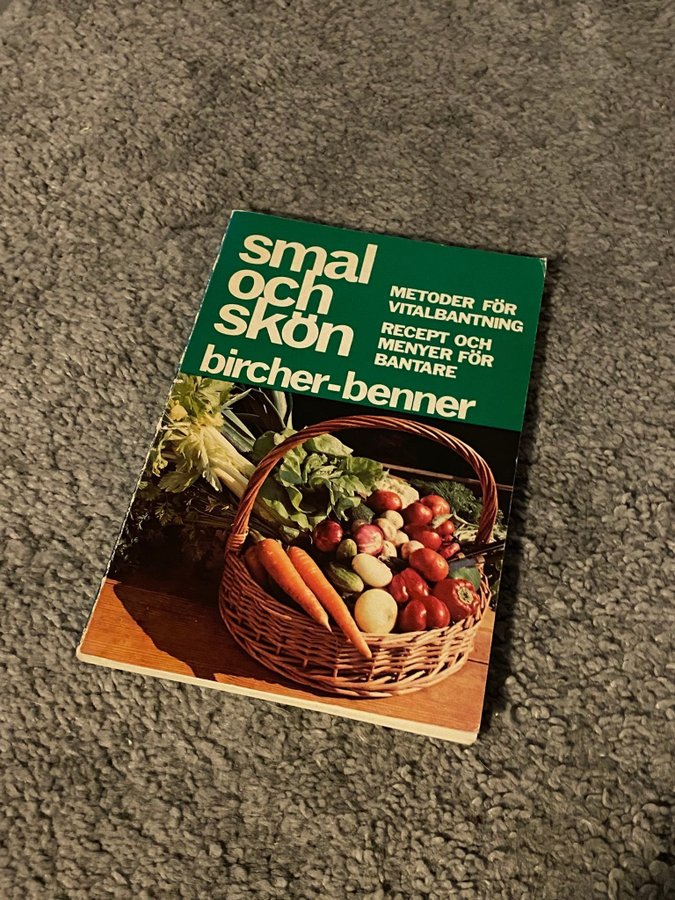 smal
och
skön
METODER FÖR
VITALBANTNING
RECEPT OCH
MENYER FÖR
BANTARE
bircher-benner